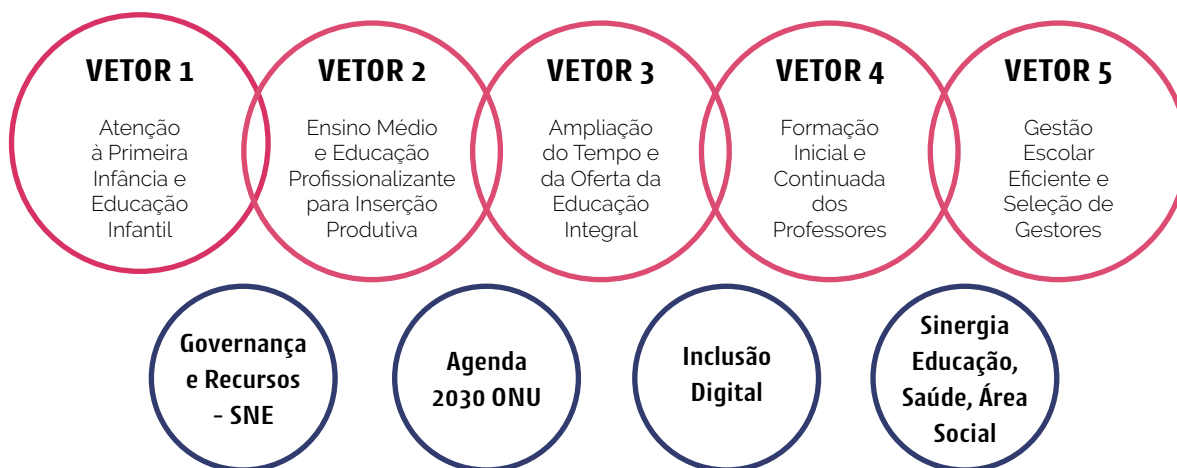 VETOR 1
Atenção
à Primeira
Infância e
Educação
Infantil
VETOR 2
Ensino Médio
e Educação
Profissionalizante
para Inserção
Produtiva
VETOR 3
Ampliação
do Tempo e
da Oferta da
Educação
Integral
VETOR 4
Formação
Inicial e
Continuada
dos
Professores
VETOR 5
Gestão
Escolar
Eficiente e
Seleção de
Gestores
Governança
e Recursos
- SNE
Agenda
2030 ONU
Inclusão
Digital
Sinergia
Educação,
Saúde, Área
Social